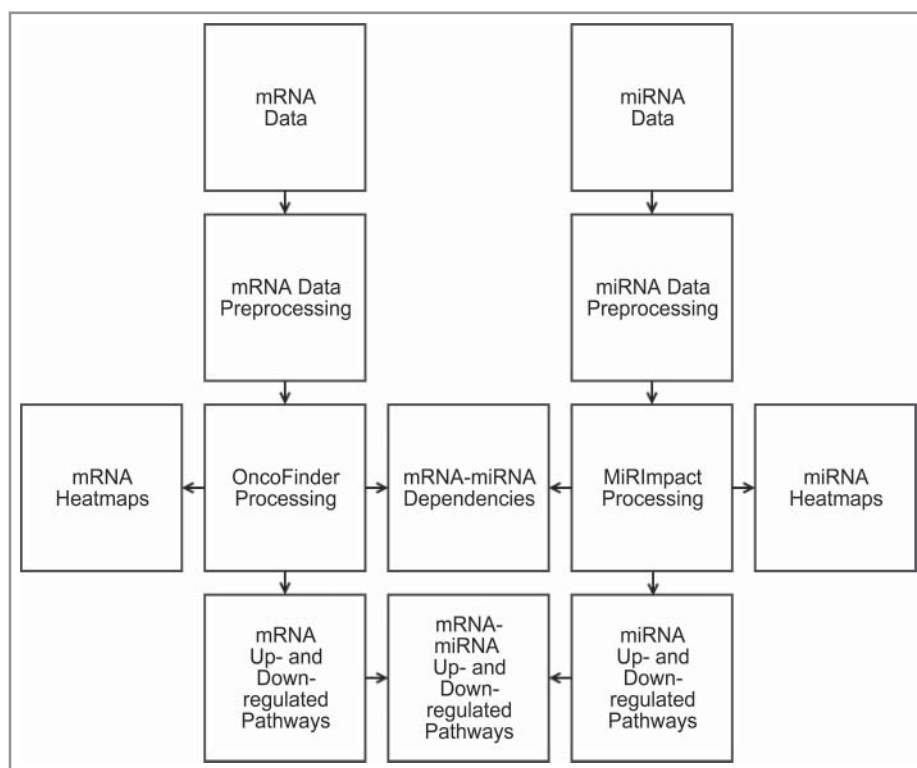 mRNA
Data
miRNA
Data
mRNA Data
Preprocessing
miRNA Data
Preprocessing
mRNA
Heatmaps
OncoFinder
Processing
mRNA-miRNA
Dependencies
MiRImpact
Processing
miRNA
Heatmaps
mRNA
Up- and
Down-
regulated
Pathways
mRNA-
miRNA
Up- and
Down-
regulated
Pathways
miRNA
Up- and
Down-
regulated
Pathways